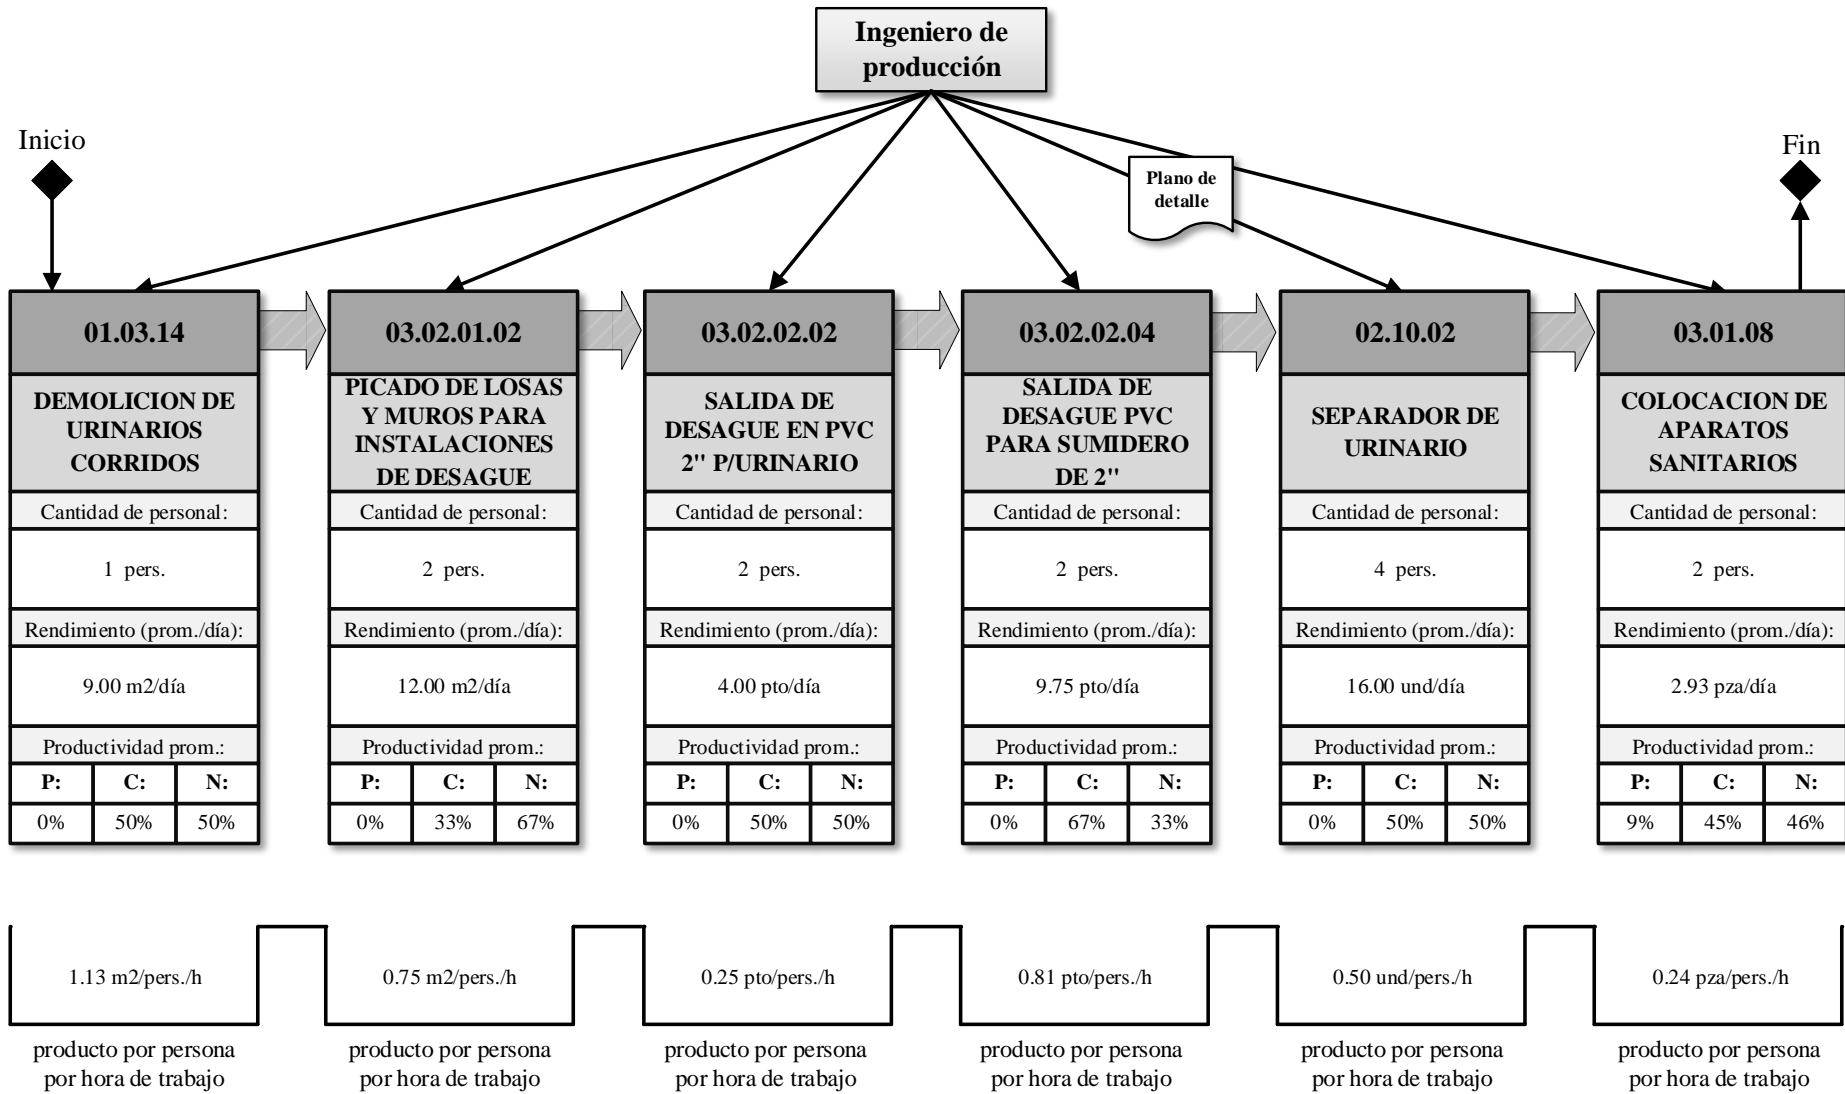 Ingeniero de
producción
Inicio
Fin
Plano de
detalle
01.03.14
DEMOLICION DE
URINARIOS
CORRIDOS
Cantidad de personal:
1 pers.
Rendimiento (prom./día):
9.00 m2/día
Productividad prom.:
P: C: N:
0% 50% 50%
03.02.01.02
PICADO DE LOSAS
Y MUROS PARA
INSTALACIONES
DE DESAGUE
Cantidad de personal:
2 pers.
Rendimiento (prom./día):
12.00 m2/día
Productividad prom.:
P: C: N:
0% 33% 67%
03.02.02.02
SALIDA DE
DESAGUE EN PVC
2" P/URINARIO
Cantidad de personal:
2 pers.
Rendimiento (prom./día):
4.00 pto/día
Productividad prom.:
P: C: N:
0% 50% 50%
03.02.02.04
SALIDA DE
DESAGUE PVC
PARA SUMIDERO
DE 2"
Cantidad de personal:
2 pers.
Rendimiento (prom./día):
9.75 pto/día
Productividad prom.:
P: C: N:
0% 67% 33%
02.10.02
SEPARADOR DE
URINARIO
Cantidad de personal:
4 pers.
Rendimiento (prom./día):
16.00 und/día
Productividad prom.:
P: C: N:
0% 50% 50%
03.01.08
COLOCACION DE
APARATOS
SANITARIOS
Cantidad de personal:
2 pers.
Rendimiento (prom./día):
2.93 pza/día
Productividad prom.:
P: C: N:
9% 45% 46%
1.13 m2/pers./h
producto por persona
por hora de trabajo
0.75 m2/pers./h
producto por persona
por hora de trabajo
0.25 pto/pers./h
producto por persona
por hora de trabajo
0.81 pto/pers./h
producto por persona
por hora de trabajo
0.50 und/pers./h
producto por persona
por hora de trabajo
0.24 pza/pers./h
producto por persona
por hora de trabajo